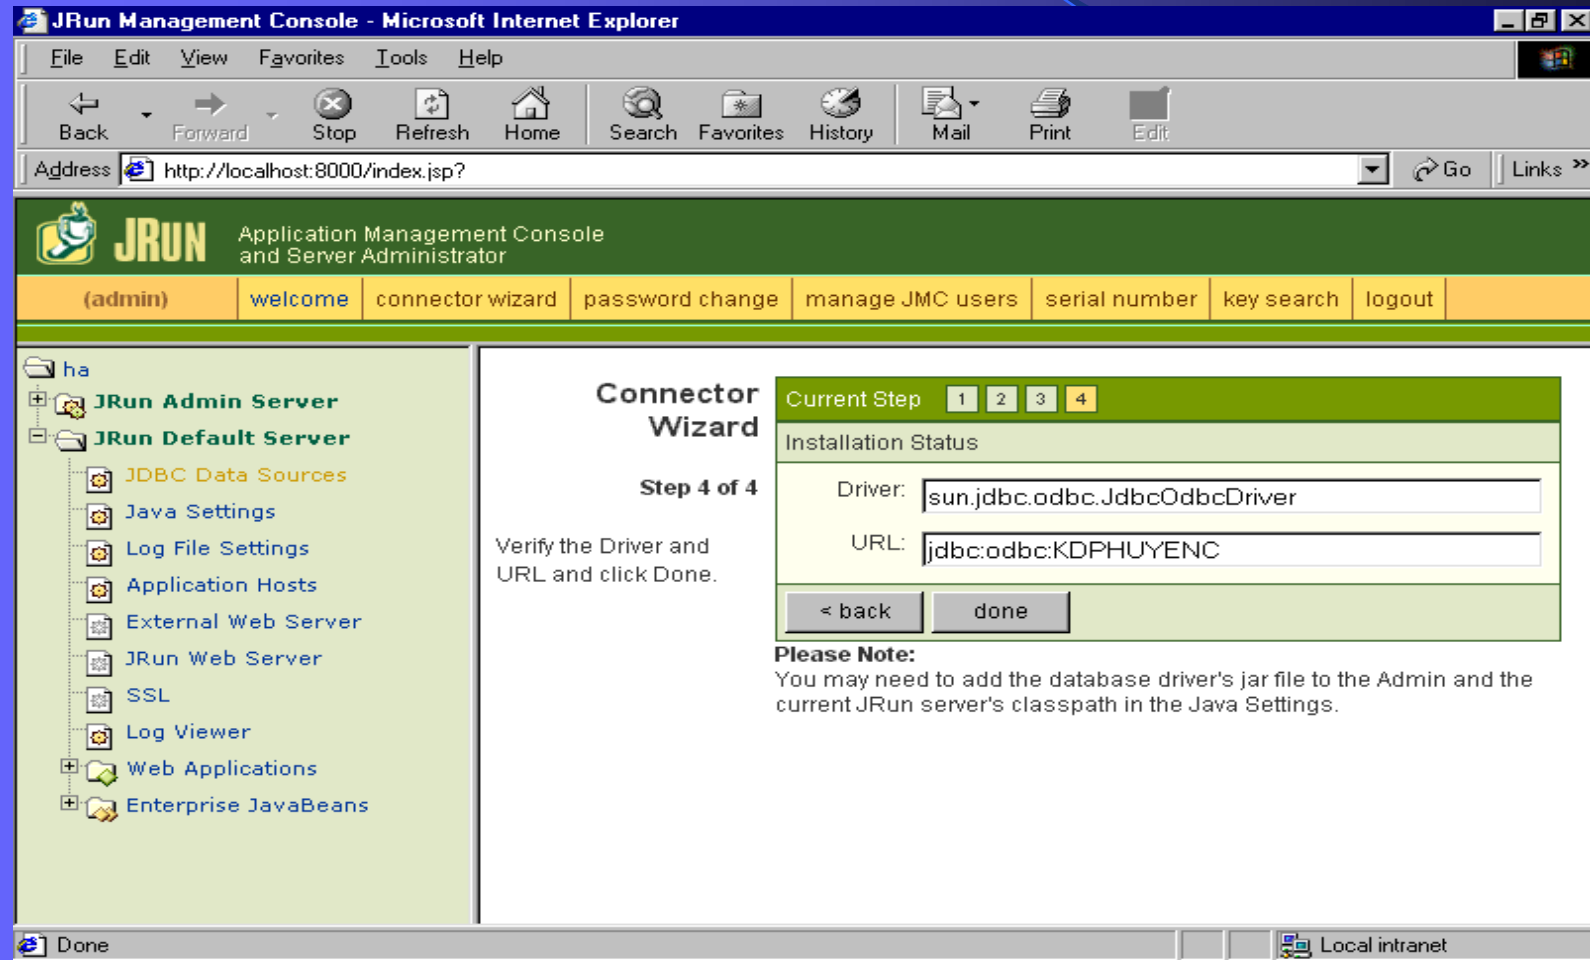 JRun Management Console - Microsoft Internet Explorer
File Edit View Favorites Tools Help
Back Forward Stop Refresh Home Search Favorites History Mail Print Edit
Address http://localhost:8000/index.jsp? Go Links »
JRUN Application Management Console
and Server Administrator
(admin) welcome connector wizard password change manage JMC users serial number key search logout
ha
JRun Admin Server
JRun Default Server
JDBC Data Sources
Java Settings
Log File Settings
Application Hosts
External Web Server
JRun Web Server
SSL
Log Viewer
Web Applications
Enterprise JavaBeans
Connector
Wizard
Step 4 of 4
Verify the Driver and
URL and click Done.
Current Step 1 2 3 4
Installation Status
Driver: sun.jdbc.odbc.JdbcOdbcDriver
URL: jdbc:odbc:KDPHUYENC
< back done
Please Note:
You may need to add the database driver's jar file to the Admin and the
current JRun server's classpath in the Java Settings.
Done Local intranet